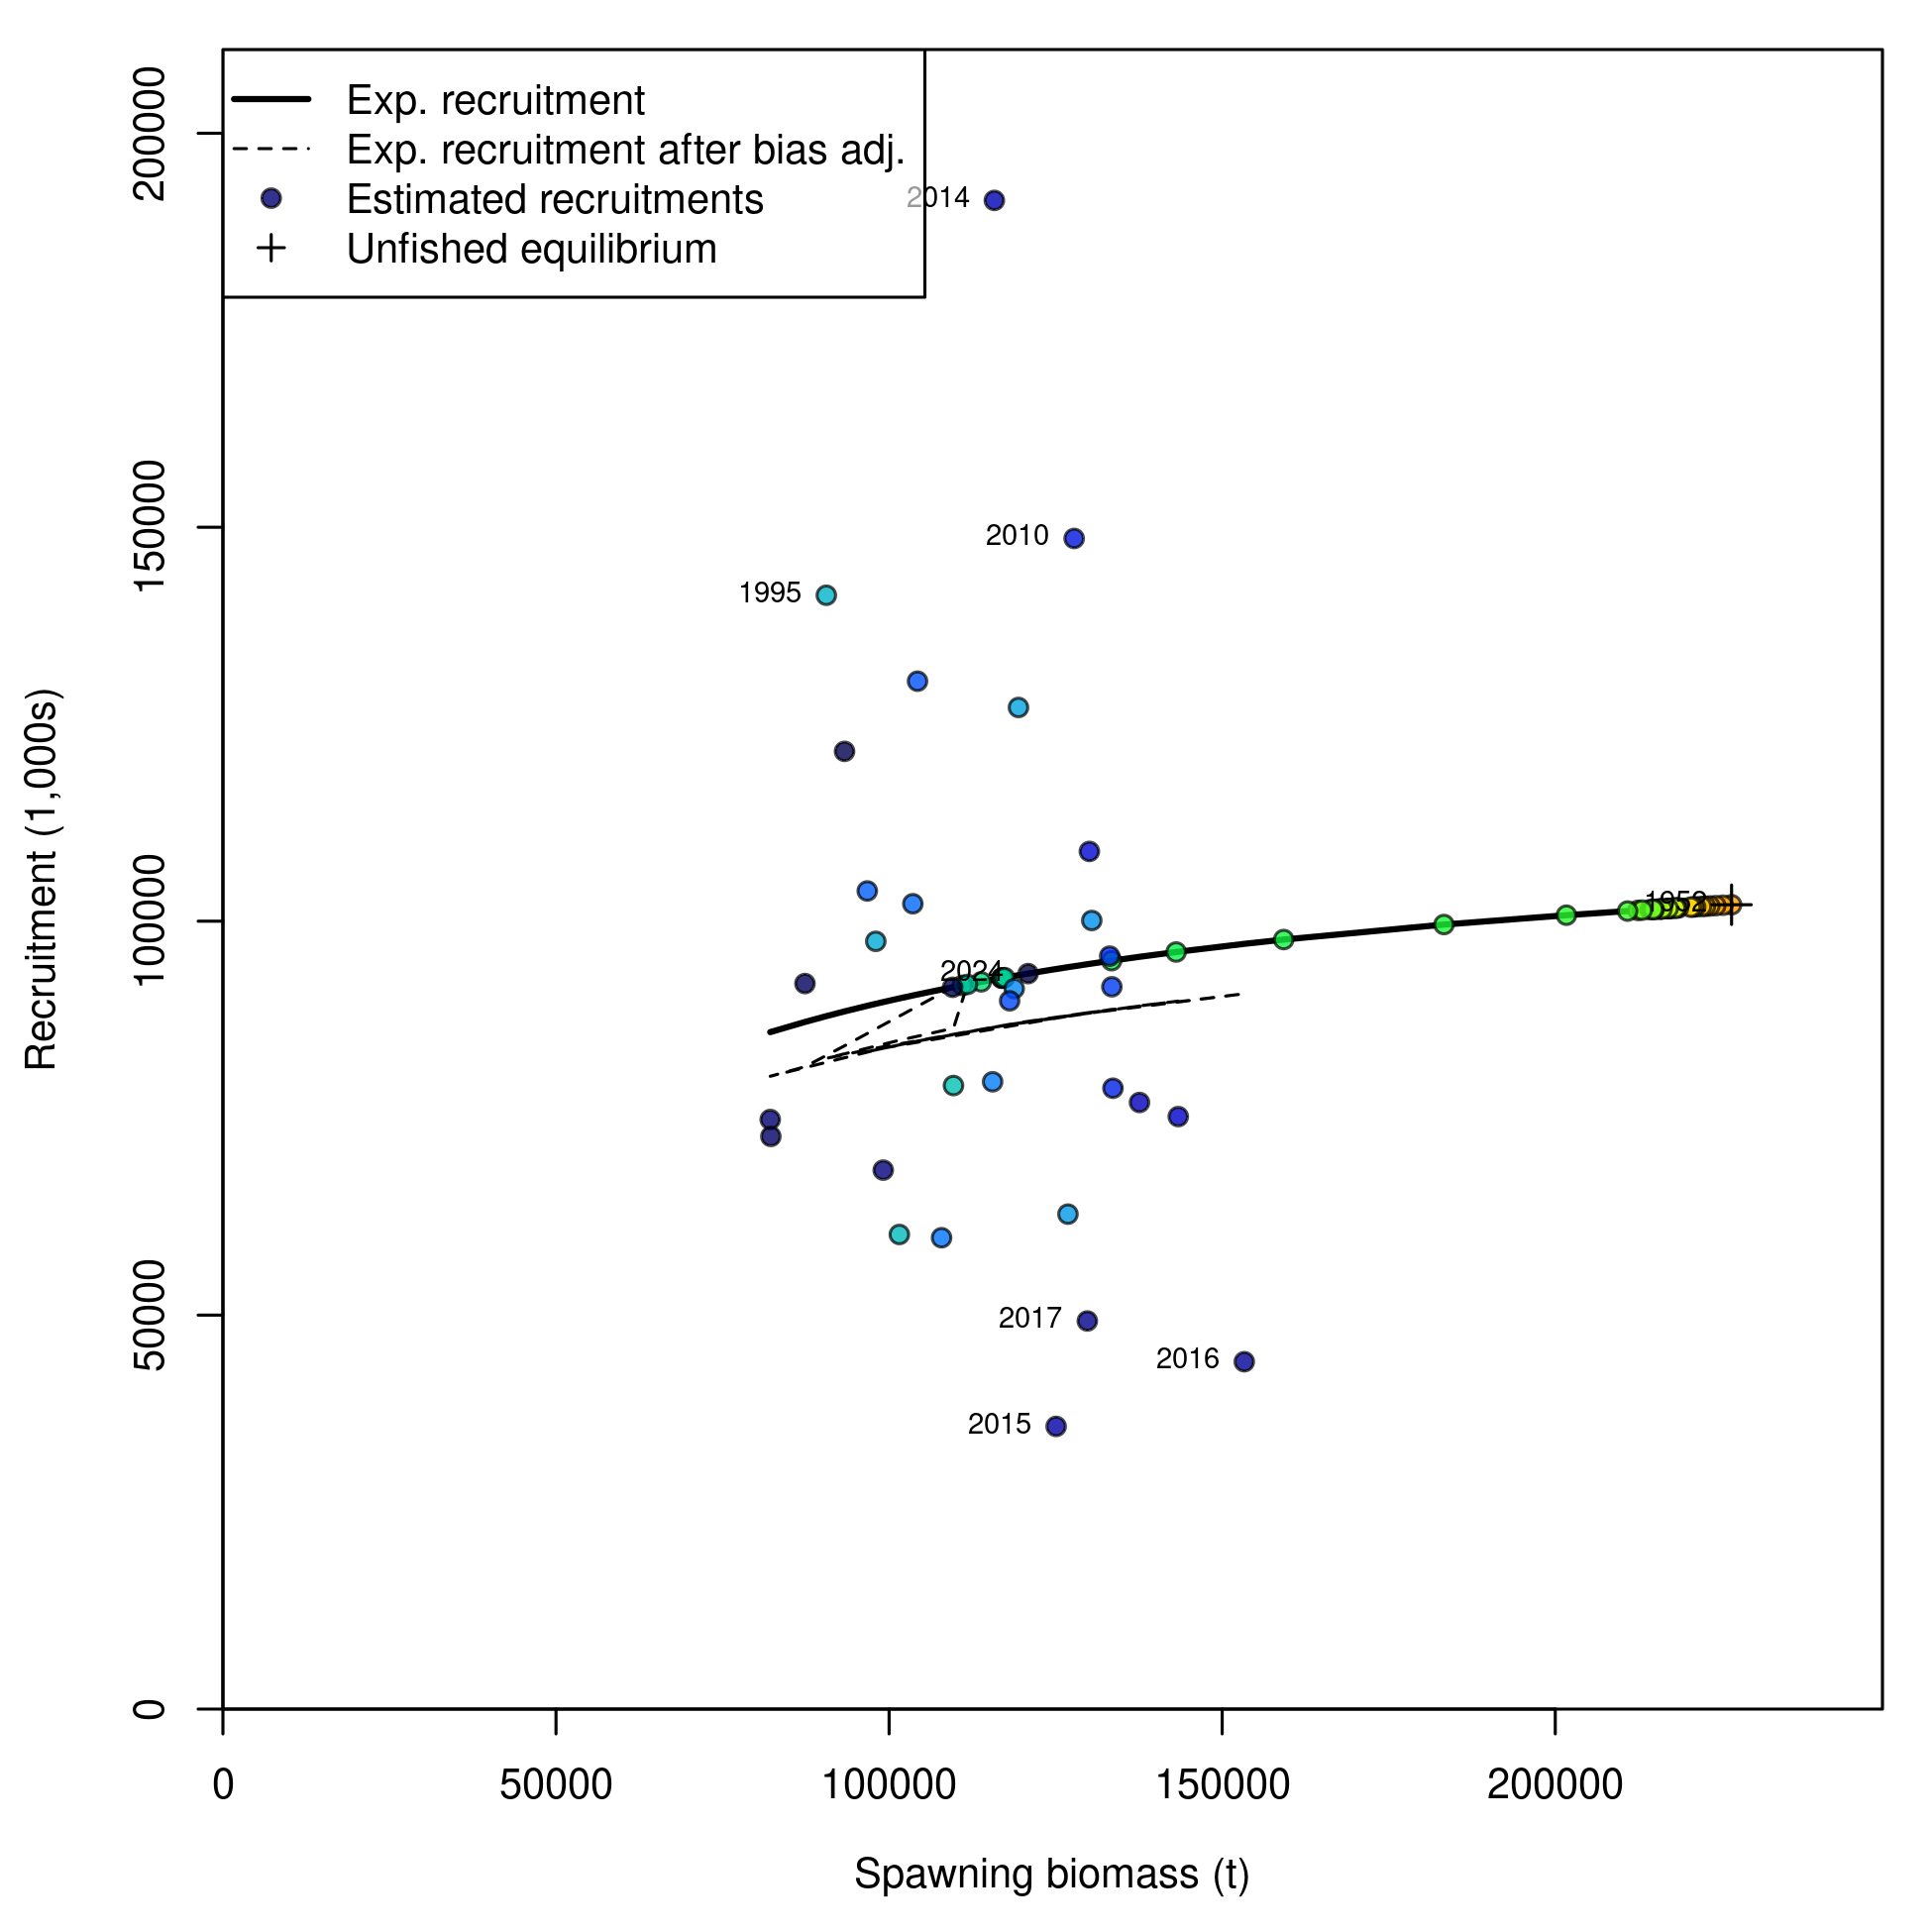 Exp. recruitment
Exp. recruitment after bias adj.
Estimated recruitments
Unfished equilibrium
2014
2010
1995
1952
2024
2017
2016
2015
Recruitment (1,000s)
200000
150000
100000
50000
0
0 50000 100000 150000 200000
Spawning biomass (t)